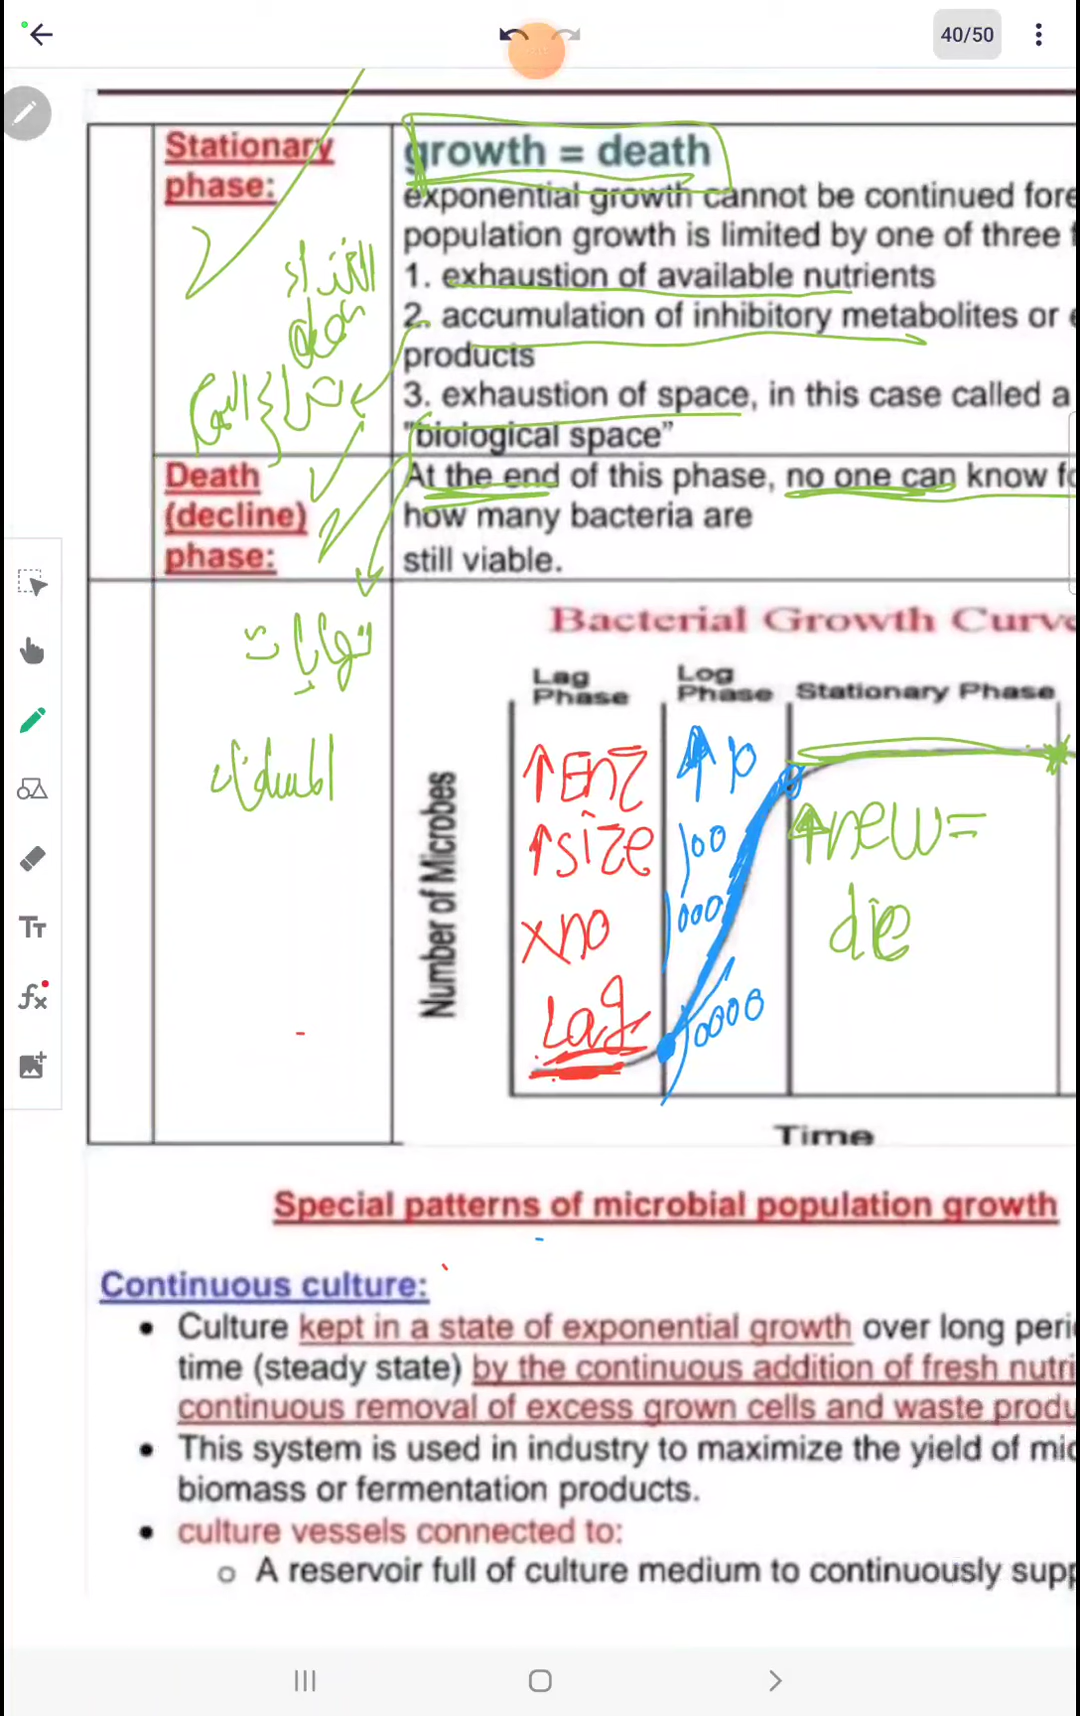 40/50
Stationary
phase:
growth = death
exponential growth cannot be continued fore
population growth is limited by one of three
1. exhaustion of available nutrients
2. accumulation of inhibitory metabolites or e
products
3. exhaustion of space, in this case called a
"biological space”
الغذاء
Death
(decline)
phase:
At the end of this phase, no one can know fo
how many bacteria are
still viable.
Bacterial Growth Curve
Lag
Phase
Log
Phase
Stationary Phase
Number of Microbes
↑Enz
↑size
xno
Lag
↑
100
1000
10000
↑new=
die
Time
Special patterns of microbial population growth
Continuous culture:
• Culture kept in a state of exponential growth over long peri
time (steady state) by the continuous addition of fresh nutri
continuous removal of excess grown cells and waste produ
• This system is used in industry to maximize the yield of mic
biomass or fermentation products.
• culture vessels connected to:
o A reservoir full of culture medium to continuously supp
Tт
fx